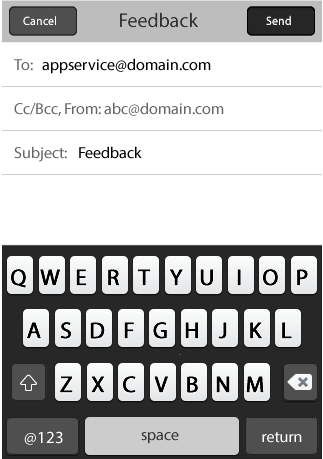 Cancel Feedback Send
To: appservice@domain.com
Cc/Bcc, From: abc@domain.com
Subject: Feedback
Q W E R T Y U I O P
A S D F G H J K L
Z X C V B N M
@123 space return